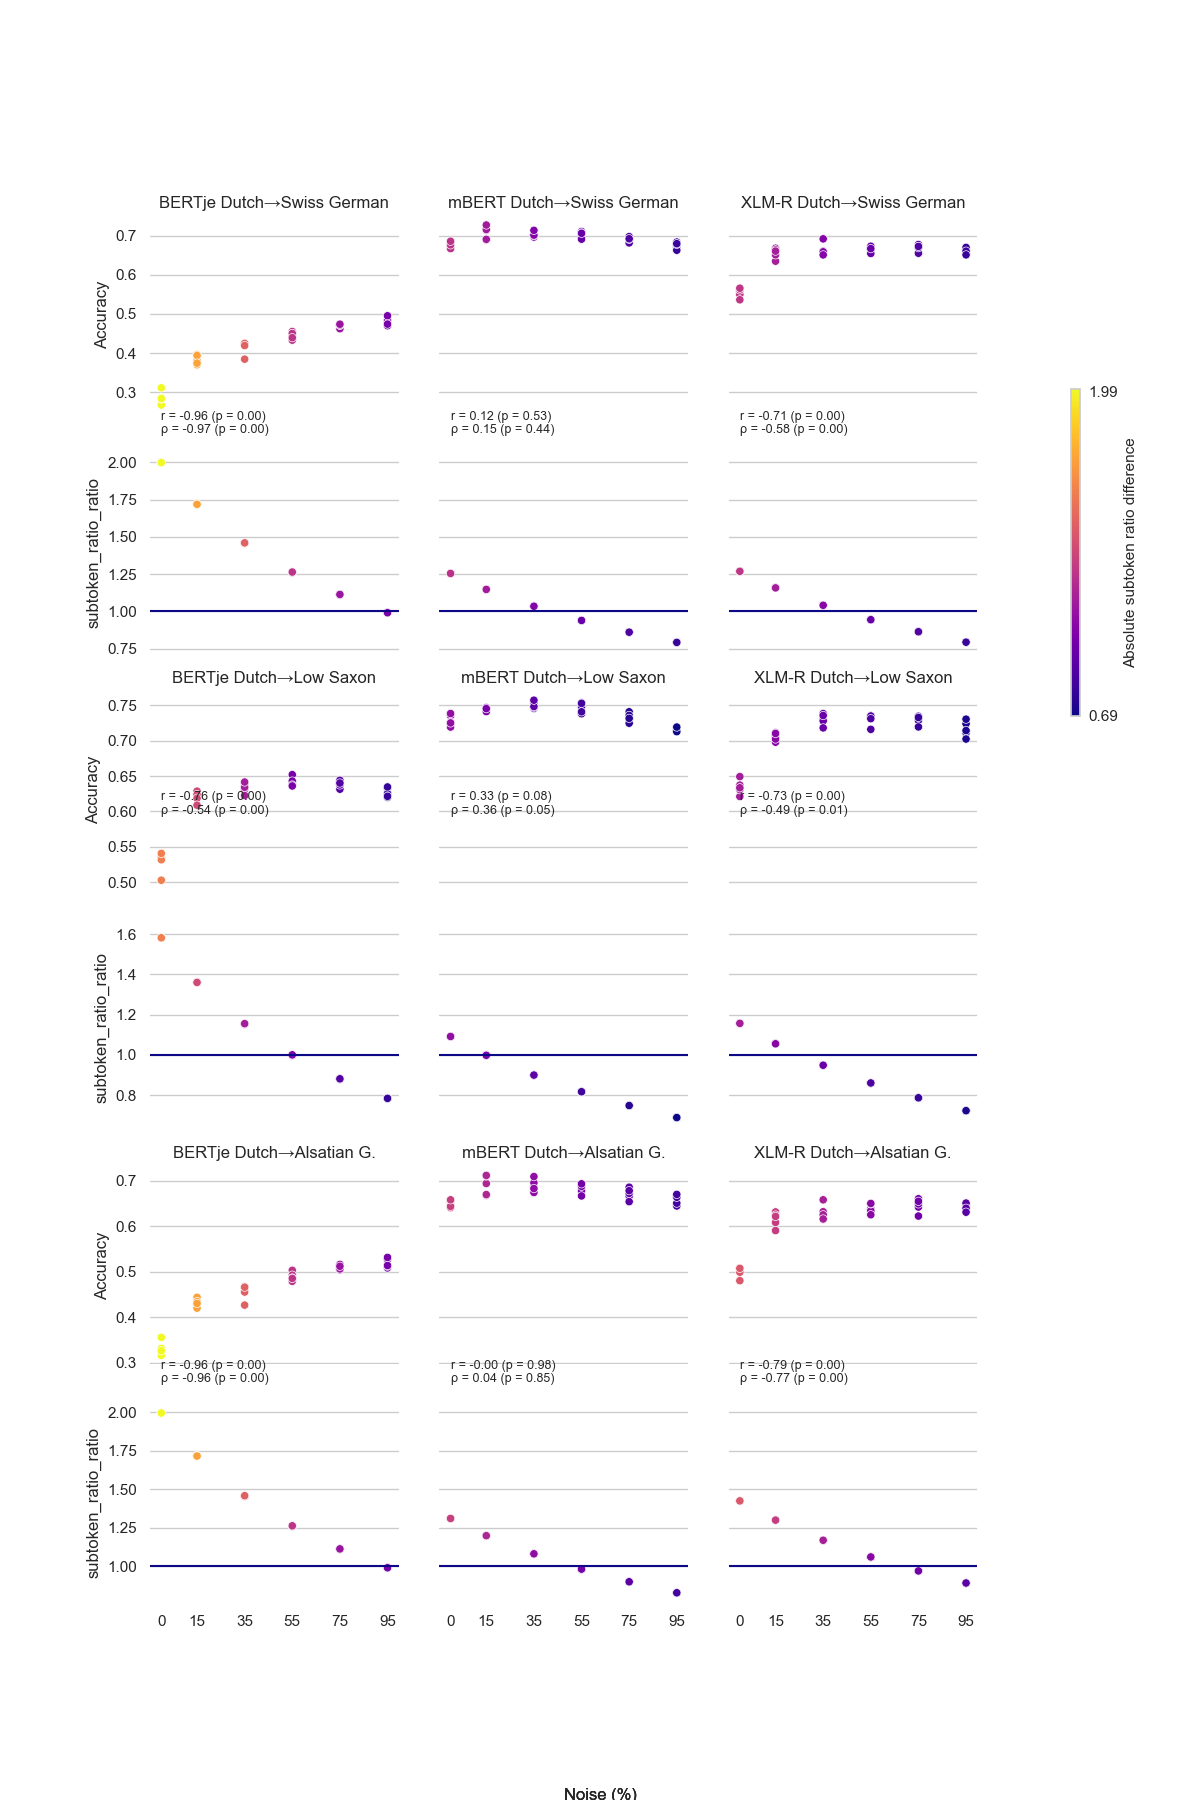 BERTje Dutch→Swiss German mBERT Dutch→Swiss German XLM-R Dutch→Swiss German
Accuracy
0.7
0.6
0.5
0.4
0.3
r = -0.96 (p = 0.00)
ρ = -0.97 (p = 0.00)
r = 0.12 (p = 0.53)
ρ = 0.15 (p = 0.44)
r = -0.71 (p = 0.00)
ρ = -0.58 (p = 0.00)
subtoken_ratio_ratio
2.00
1.75
1.50
1.25
1.00
0.75
BERTje Dutch→Low Saxon mBERT Dutch→Low Saxon XLM-R Dutch→Low Saxon
Accuracy
0.75
0.70
0.65
0.60
0.55
0.50
r = -0.76 (p = 0.00)
ρ = -0.54 (p = 0.00)
r = 0.33 (p = 0.08)
ρ = 0.36 (p = 0.05)
r = -0.73 (p = 0.00)
ρ = -0.49 (p = 0.01)
subtoken_ratio_ratio
1.6
1.4
1.2
1.0
0.8
BERTje Dutch→Alsatian G. mBERT Dutch→Alsatian G. XLM-R Dutch→Alsatian G.
Accuracy
0.7
0.6
0.5
0.4
0.3
r = -0.96 (p = 0.00)
ρ = -0.96 (p = 0.00)
r = -0.00 (p = 0.98)
ρ = 0.04 (p = 0.85)
r = -0.79 (p = 0.00)
ρ = -0.77 (p = 0.00)
subtoken_ratio_ratio
2.00
1.75
1.50
1.25
1.00
0 15 35 55 75 95 0 15 35 55 75 95 0 15 35 55 75 95
Noise (%)
1.99
Absolute subtoken ratio difference
0.69